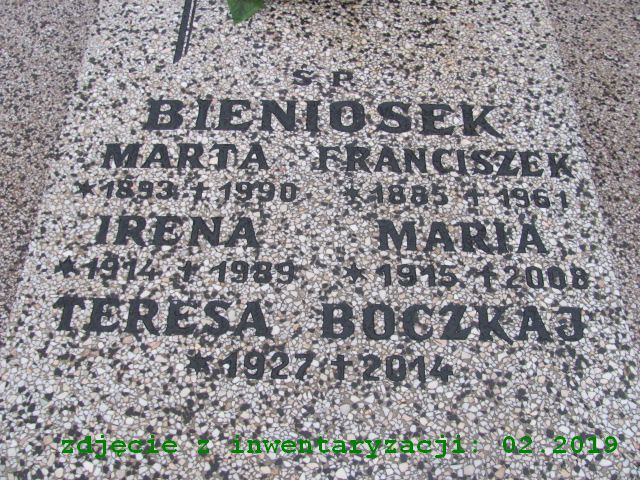 Ś P.
BIENIOSEK
MARTA FRANCISZEK
*1893 †1990 *1885 †1961
IRENA MARIA
*1914 †1989 *1915 †2008
TERESA BOCZKAJ
*1927 †2014
zdjęcie z inwentaryzacji: 02.2019